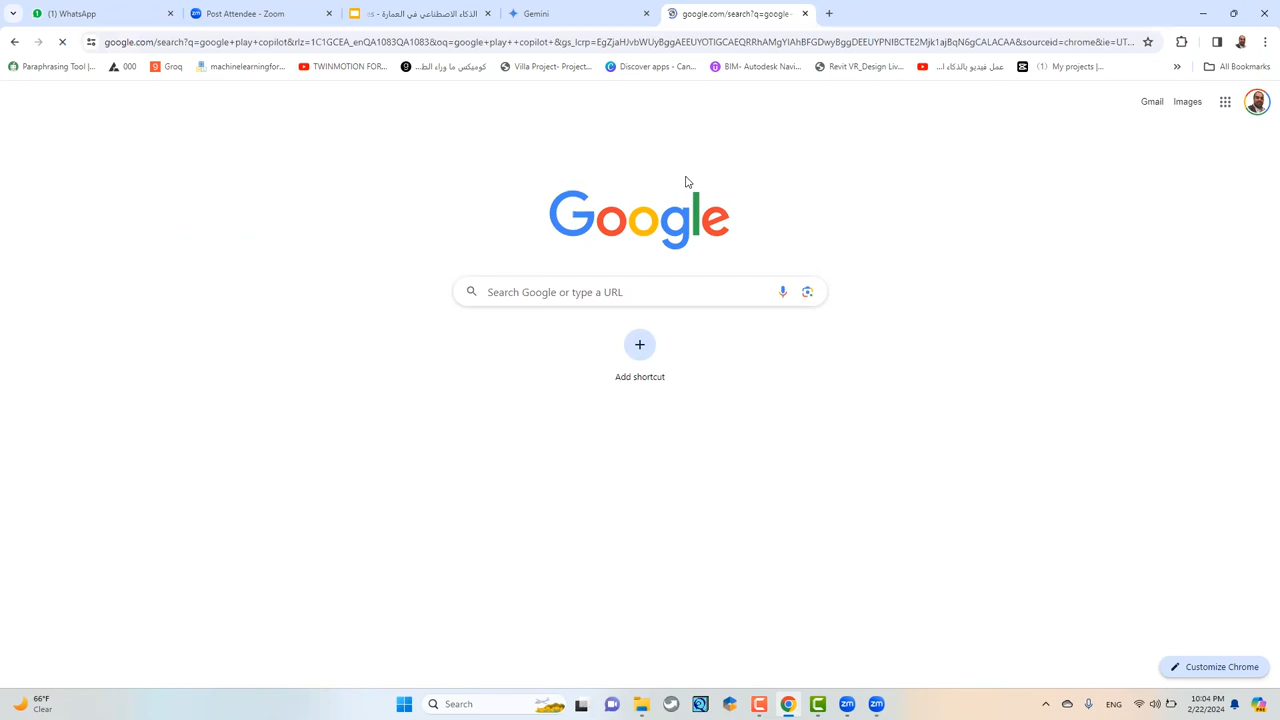 (1) WhatsApp
Post Attendee - Zoom
الذكاء الاصطناعي في العمارة - es
Gemini
google.com/search?q=google
google.com/search?q=google+play+copilot&rlz=1C1GCEA_enQA1083QA1083&oq=google+play++copilot+&gs_lcrp=EgZjaHJvbWUyBggAEEUYOTIGCAEQRRhAMgYIAhBFGDwyBggDEEUYPNIBCTE2Mjk1ajBqN6gCALACAA&sourceid=chrome&ie=UT...
Paraphrasing Tool |...
000
Groq
machinelearningfor...
TWINMOTION FOR...
كوميكس ما وراء الط...
Villa Project- Project...
Discover apps - Can...
BIM- Autodesk Navi...
Revit VR_Design Liv...
عمل فيديو بالذكاء ا...
(1) My projects |...
All Bookmarks
Gmail
Images
Google
Search Google or type a URL
Add shortcut
Customize Chrome
66°F
Clear
Search
ENG
10:04 PM
2/22/2024